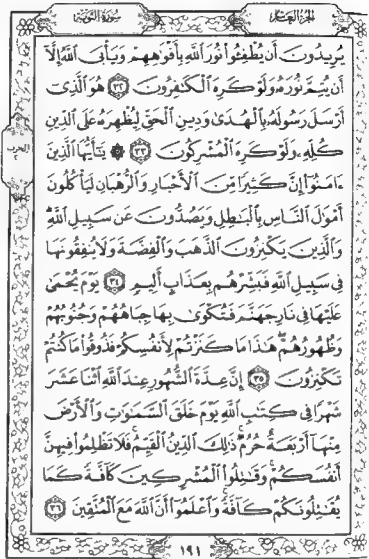 الجزء العاشر
سورة التوبة
يُرِيدُونَ أَن يُطْفِـُٔوا۟ نُورَ ٱللَّهِ بِأَفْوَٰهِهِمْ وَيَأْبَى ٱللَّهُ إِلَّآ
أَن يُتِمَّ نُورَهُۥ وَلَوْ كَرِهَ ٱلْكَٰفِرُونَ ٣٢ هُوَ ٱلَّذِىٓ
أَرْسَلَ رَسُولَهُۥ بِٱلْهُدَىٰ وَدِينِ ٱلْحَقِّ لِيُظْهِرَهُۥ عَلَى ٱلدِّينِ
كُلِّهِۦ وَلَوْ كَرِهَ ٱلْمُشْرِكُونَ ٣٣ ۞ يَٰٓأَيُّهَا ٱلَّذِينَ
ءَامَنُوٓا۟ إِنَّ كَثِيرًا مِّنَ ٱلْأَحْبَارِ وَٱلرُّهْبَانِ لَيَأْكُلُونَ
أَمْوَٰلَ ٱلنَّاسِ بِٱلْبَٰطِلِ وَيَصُدُّونَ عَن سَبِيلِ ٱللَّهِ ۗ
وَٱلَّذِينَ يَكْنِزُونَ ٱلذَّهَبَ وَٱلْفِضَّةَ وَلَا يُنفِقُونَهَا
فِى سَبِيلِ ٱللَّهِ فَبَشِّرْهُم بِعَذَابٍ أَلِيمٍ ٣٤ يَوْمَ يُحْمَىٰ
عَلَيْهَا فِى نَارِ جَهَنَّمَ فَتُكْوَىٰ بِهَا جِبَاهُهُمْ وَجُنُوبُهُمْ
وَظُهُورُهُمْ ۖ هَٰذَا مَا كَنَزْتُمْ لِأَنفُسِكُمْ فَذُوقُوا۟ مَا كُنتُمْ
تَكْنِزُونَ ٣٥ إِنَّ عِدَّةَ ٱلشُّهُورِ عِندَ ٱللَّهِ ٱثْنَا عَشَرَ
شَهْرًا فِى كِتَٰبِ ٱللَّهِ يَوْمَ خَلَقَ ٱلسَّمَٰوَٰتِ وَٱلْأَرْضَ
مِنْهَآ أَرْبَعَةٌ حُرُمٌ ۚ ذَٰلِكَ ٱلدِّينُ ٱلْقَيِّمُ ۚ فَلَا تَظْلِمُوا۟ فِيهِنَّ
أَنفُسَكُمْ ۚ وَقَٰتِلُوا۟ ٱلْمُشْرِكِينَ كَآفَّةً كَمَا
يُقَٰتِلُونَكُمْ كَآفَّةً ۚ وَٱعْلَمُوٓا۟ أَنَّ ٱللَّهَ مَعَ ٱلْمُتَّقِينَ ٣٦
١٩١